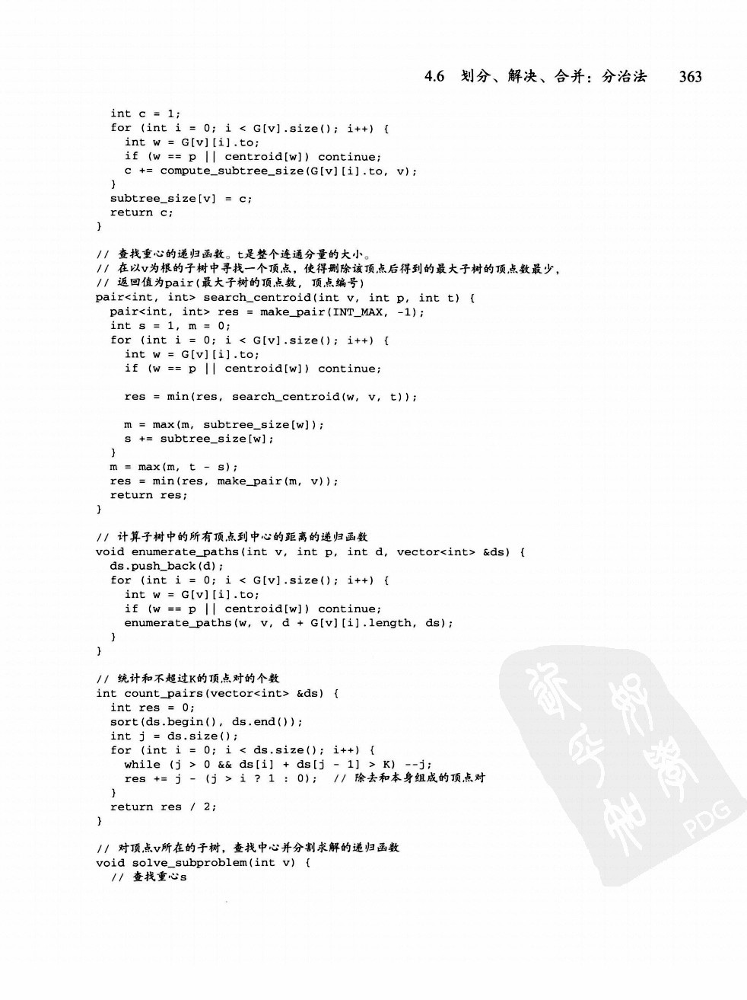 4.6 划分、解决、合并：分治法 363
int c = 1;
for (int i = 0; i < G[v].size(); i++) {
int w = G[v][i].to;
if (w == p || centroid[w]) continue;
c += compute_subtree_size(G[v][i].to, v);
}
subtree_size[v] = c;
return c;
}
// 查找重心的递归函数。t是整个连通分量的大小。
// 在以v为根的子树中寻找一个顶点，使得删除该顶点后得到的最大子树的顶点数最少，
// 返回值为pair(最大子树的顶点数, 顶点编号)
pair<int, int> search_centroid(int v, int p, int t) {
pair<int, int> res = make_pair(INT_MAX, -1);
int s = 1, m = 0;
for (int i = 0; i < G[v].size(); i++) {
int w = G[v][i].to;
if (w == p || centroid[w]) continue;
res = min(res, search_centroid(w, v, t));
m = max(m, subtree_size[w]);
s += subtree_size[w];
}
m = max(m, t - s);
res = min(res, make_pair(m, v));
return res;
}
// 计算子树中的所有顶点到中心的距离的递归函数
void enumerate_paths(int v, int p, int d, vector<int> &ds) {
ds.push_back(d);
for (int i = 0; i < G[v].size(); i++) {
int w = G[v][i].to;
if (w == p || centroid[w]) continue;
enumerate_paths(w, v, d + G[v][i].length, ds);
}
}
// 统计和不超过K的顶点对的个数
int count_pairs(vector<int> &ds) {
int res = 0;
sort(ds.begin(), ds.end());
int j = ds.size();
for (int i = 0; i < ds.size(); i++) {
while (j > 0 && ds[i] + ds[j - 1] > K) --j;
res += j - (j > i ? 1 : 0); // 除去和本身组成的顶点对
}
return res / 2;
}
// 对顶点v所在的子树，查找中心并分割求解的递归函数
void solve_subproblem(int v) {
// 查找重心s
PDG